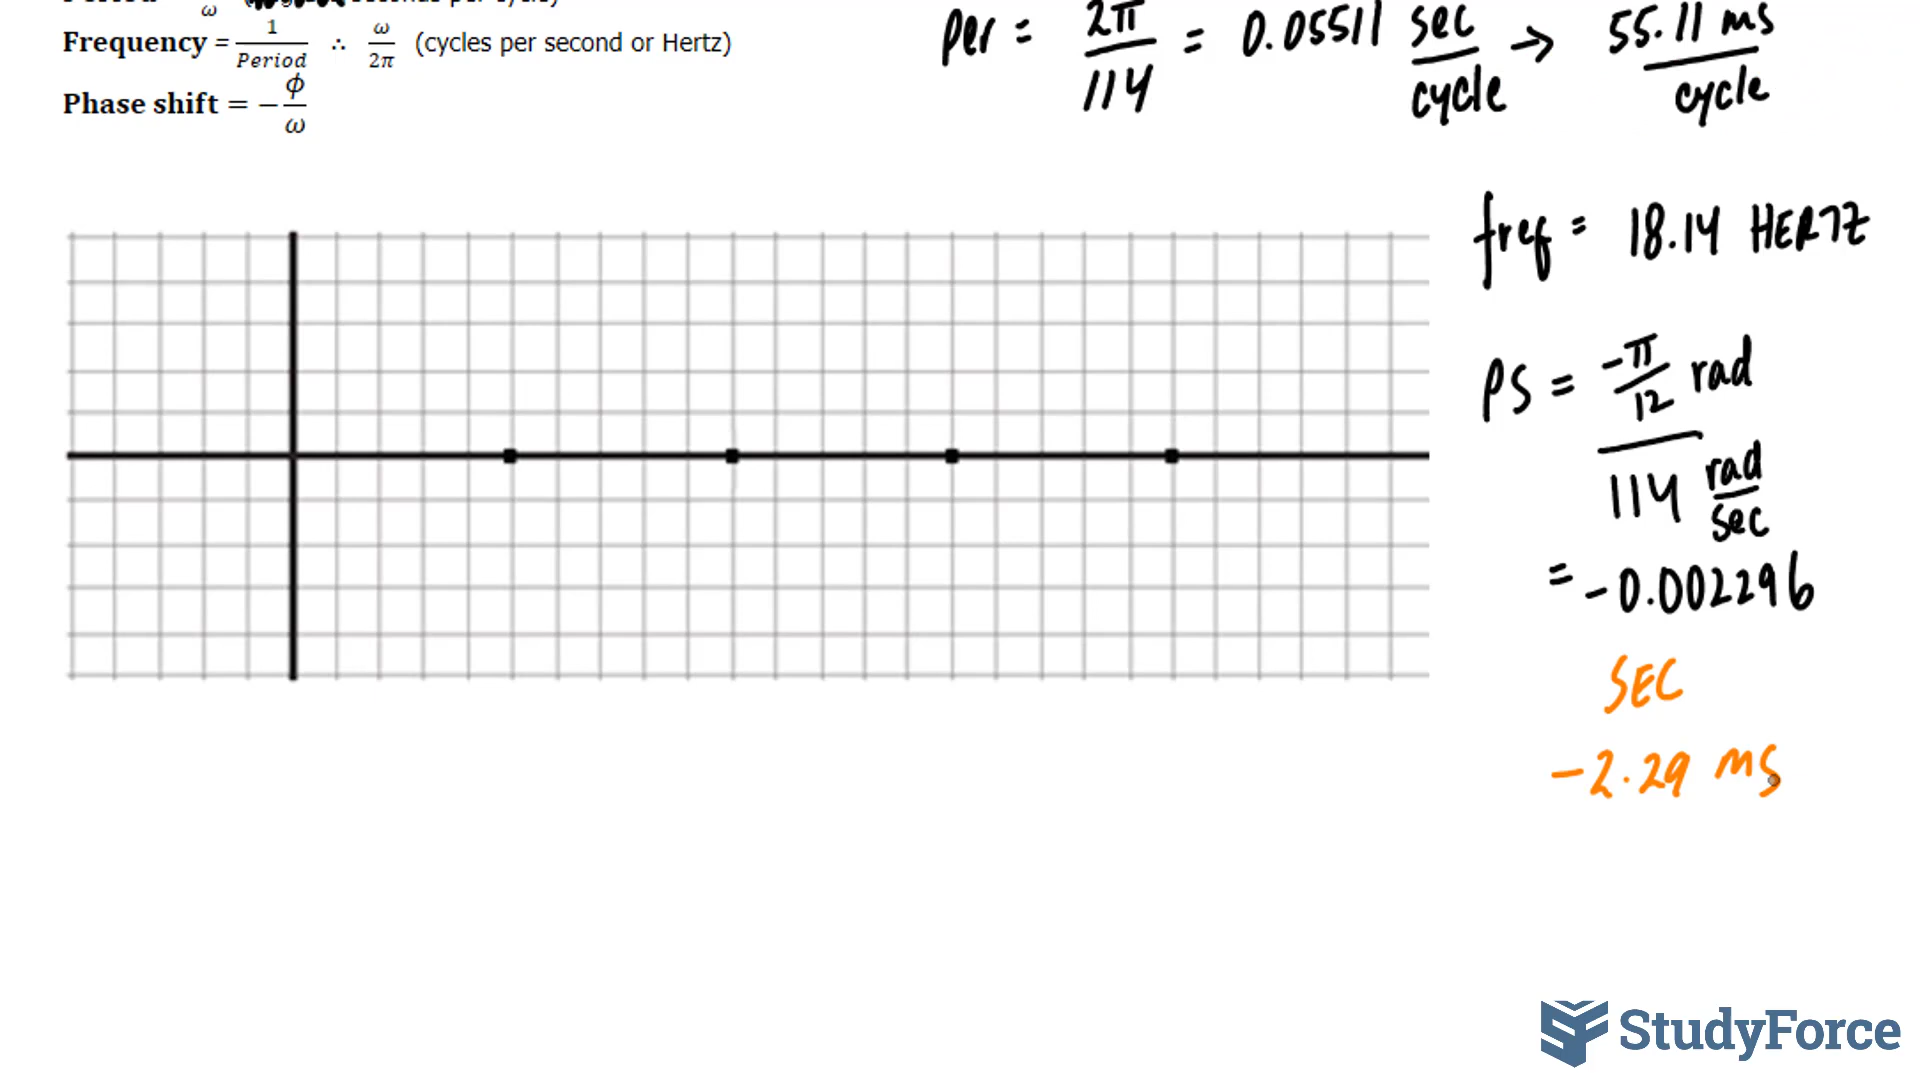 ω
Frequency = 1/Period ∴ ω/2π (cycles per second or Hertz)
Phase shift = −ϕ/ω
per = 2π/114 = 0.05511 sec/cycle → 55.11 ms/cycle
freq = 18.14 HERTZ
PS = -π/12 rad
114 rad/sec
= -0.002296
SEC
-2.29 ms
StudyForce